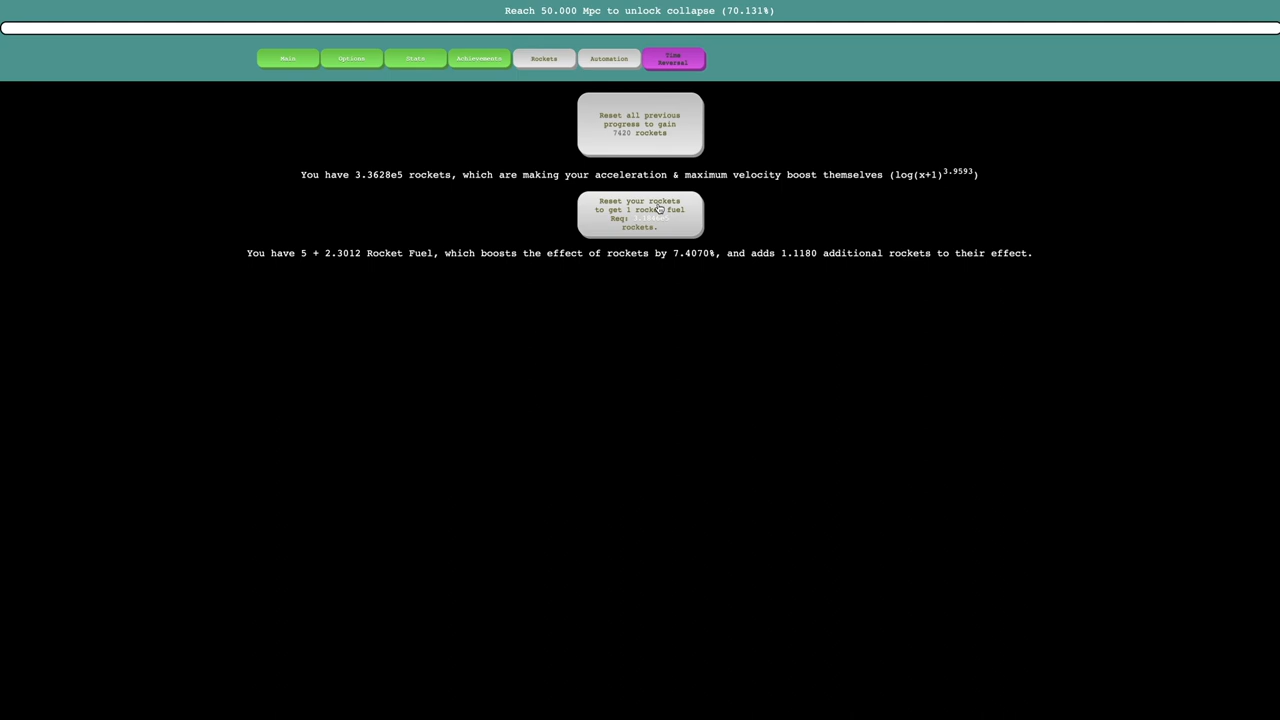 Reach 50.000 Mpc to unlock collapse (70.131%)
Main
Options
Stats
Achievements
Rockets
Automation
Time
Reversal
Reset all previous
progress to gain
7420 rockets
You have 3.3628e5 rockets, which are making your acceleration & maximum velocity boost themselves (log(x+1)^3.9593)
Reset your rockets
to get 1 rocket fuel
Req:
rockets.
You have 5 + 2.3012 Rocket Fuel, which boosts the effect of rockets by 7.4070%, and adds 1.1180 additional rockets to their effect.